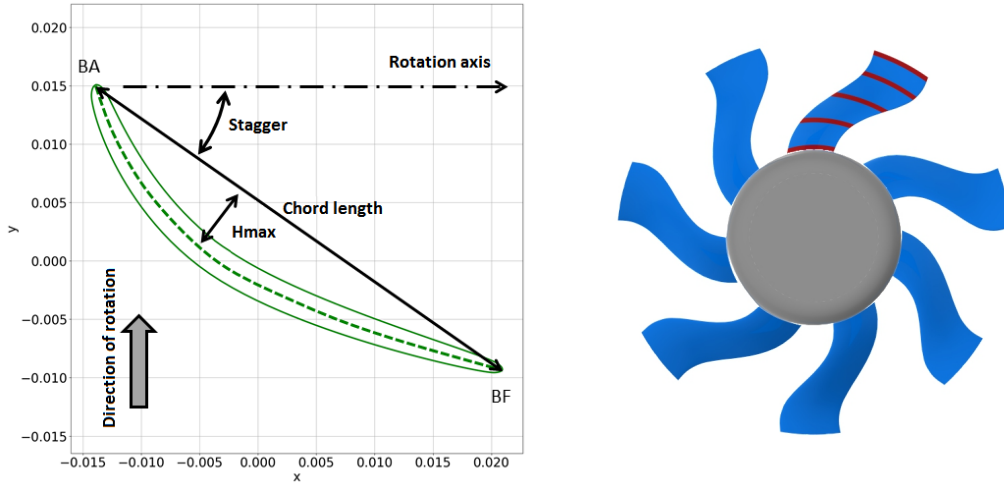 0.020
BA
Rotation axis
0.015
Stagger
0.010
0.005
Chord length
Hmax
y
0.000
Direction of rotation
−0.005
−0.010
BF
−0.015
−0.015 −0.010 −0.005 0.000 0.005 0.010 0.015 0.020
x